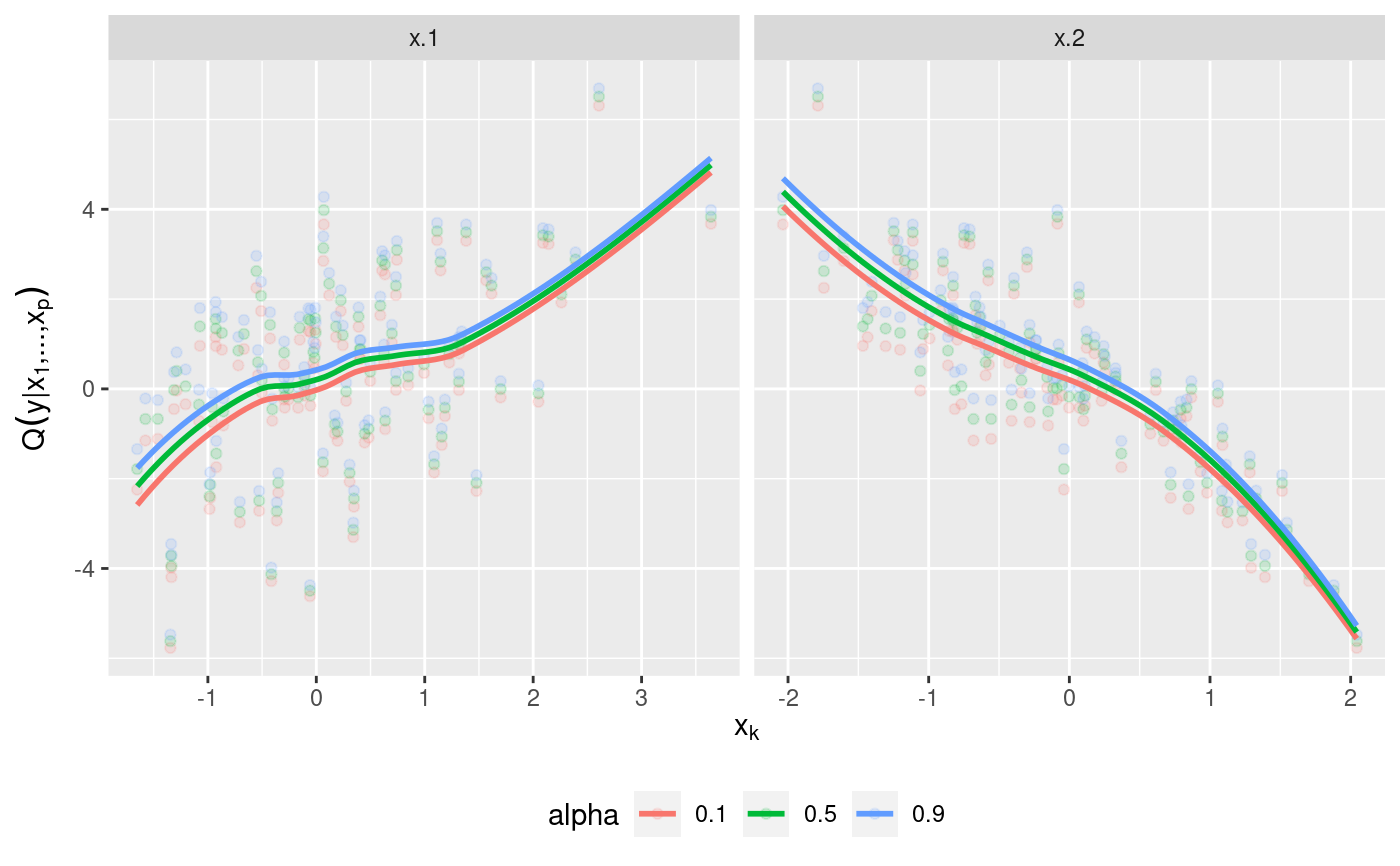 x.1 x.2
4
0
-4
Q(y|x₁,...,xₚ)
-1 0 1 2 3 -2 -1 0 1 2
xₖ
alpha 0.1 0.5 0.9